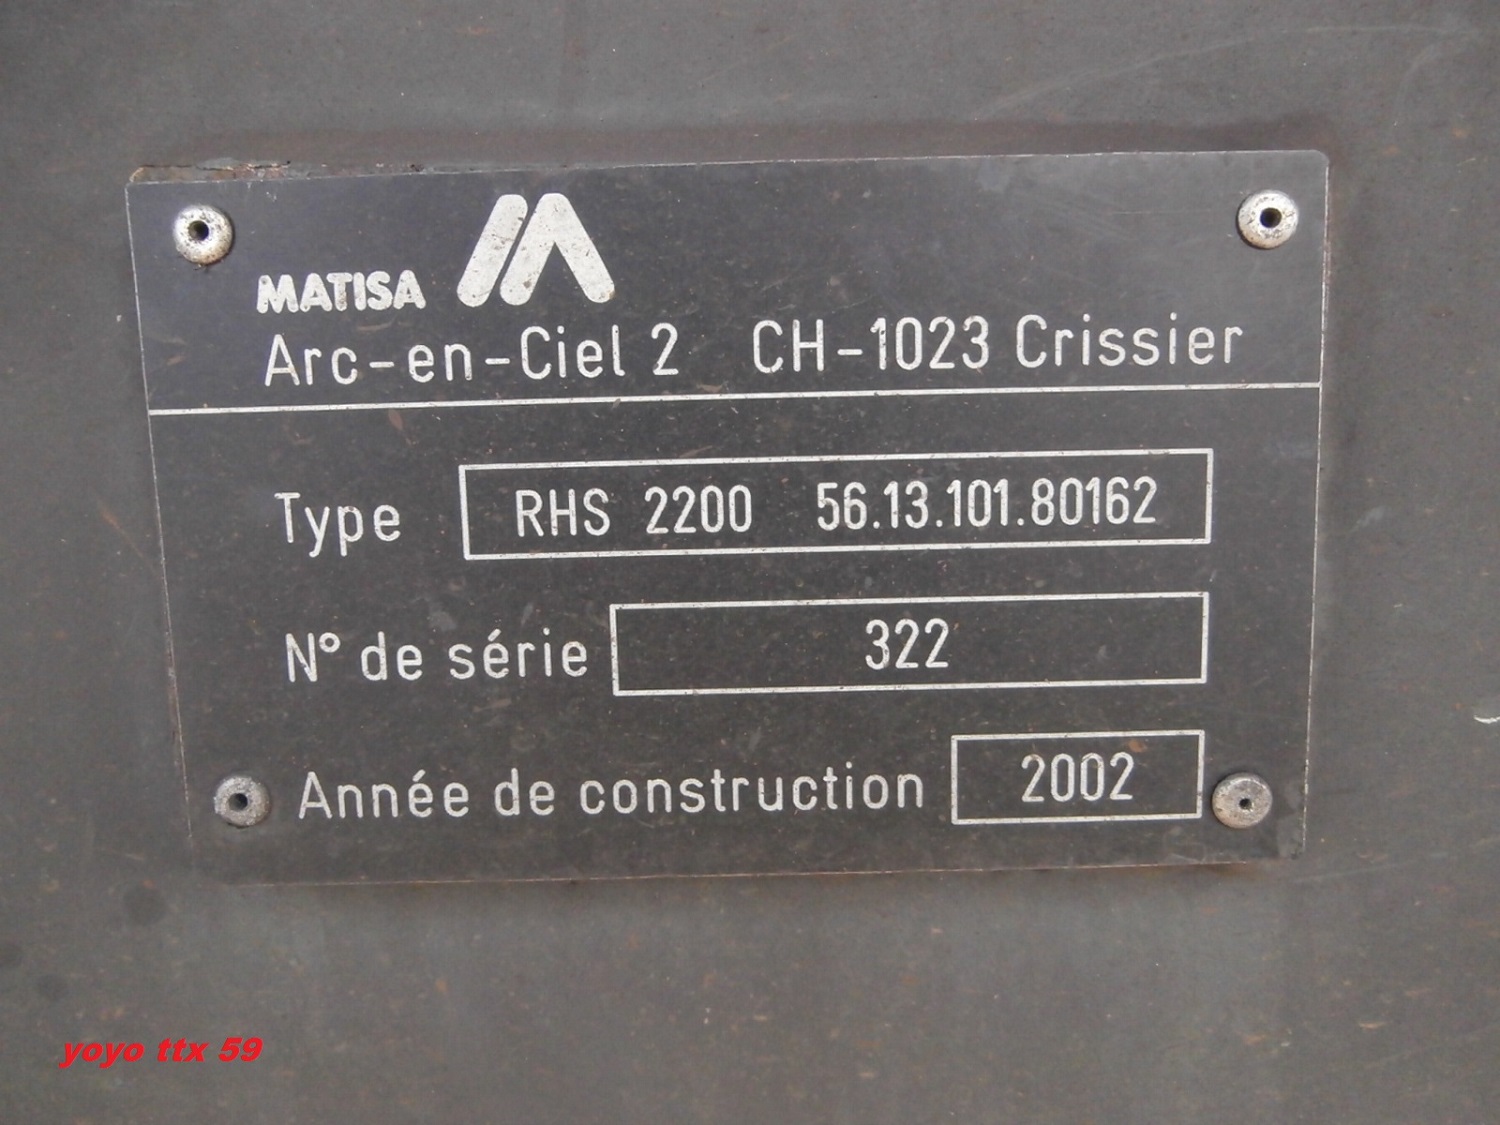 MATISA
Arc-en-Ciel 2 CH-1023 Crissier
Type RHS 2200 56.13.101.80162
N° de série 322
Année de construction 2002
yoyo ttx 59